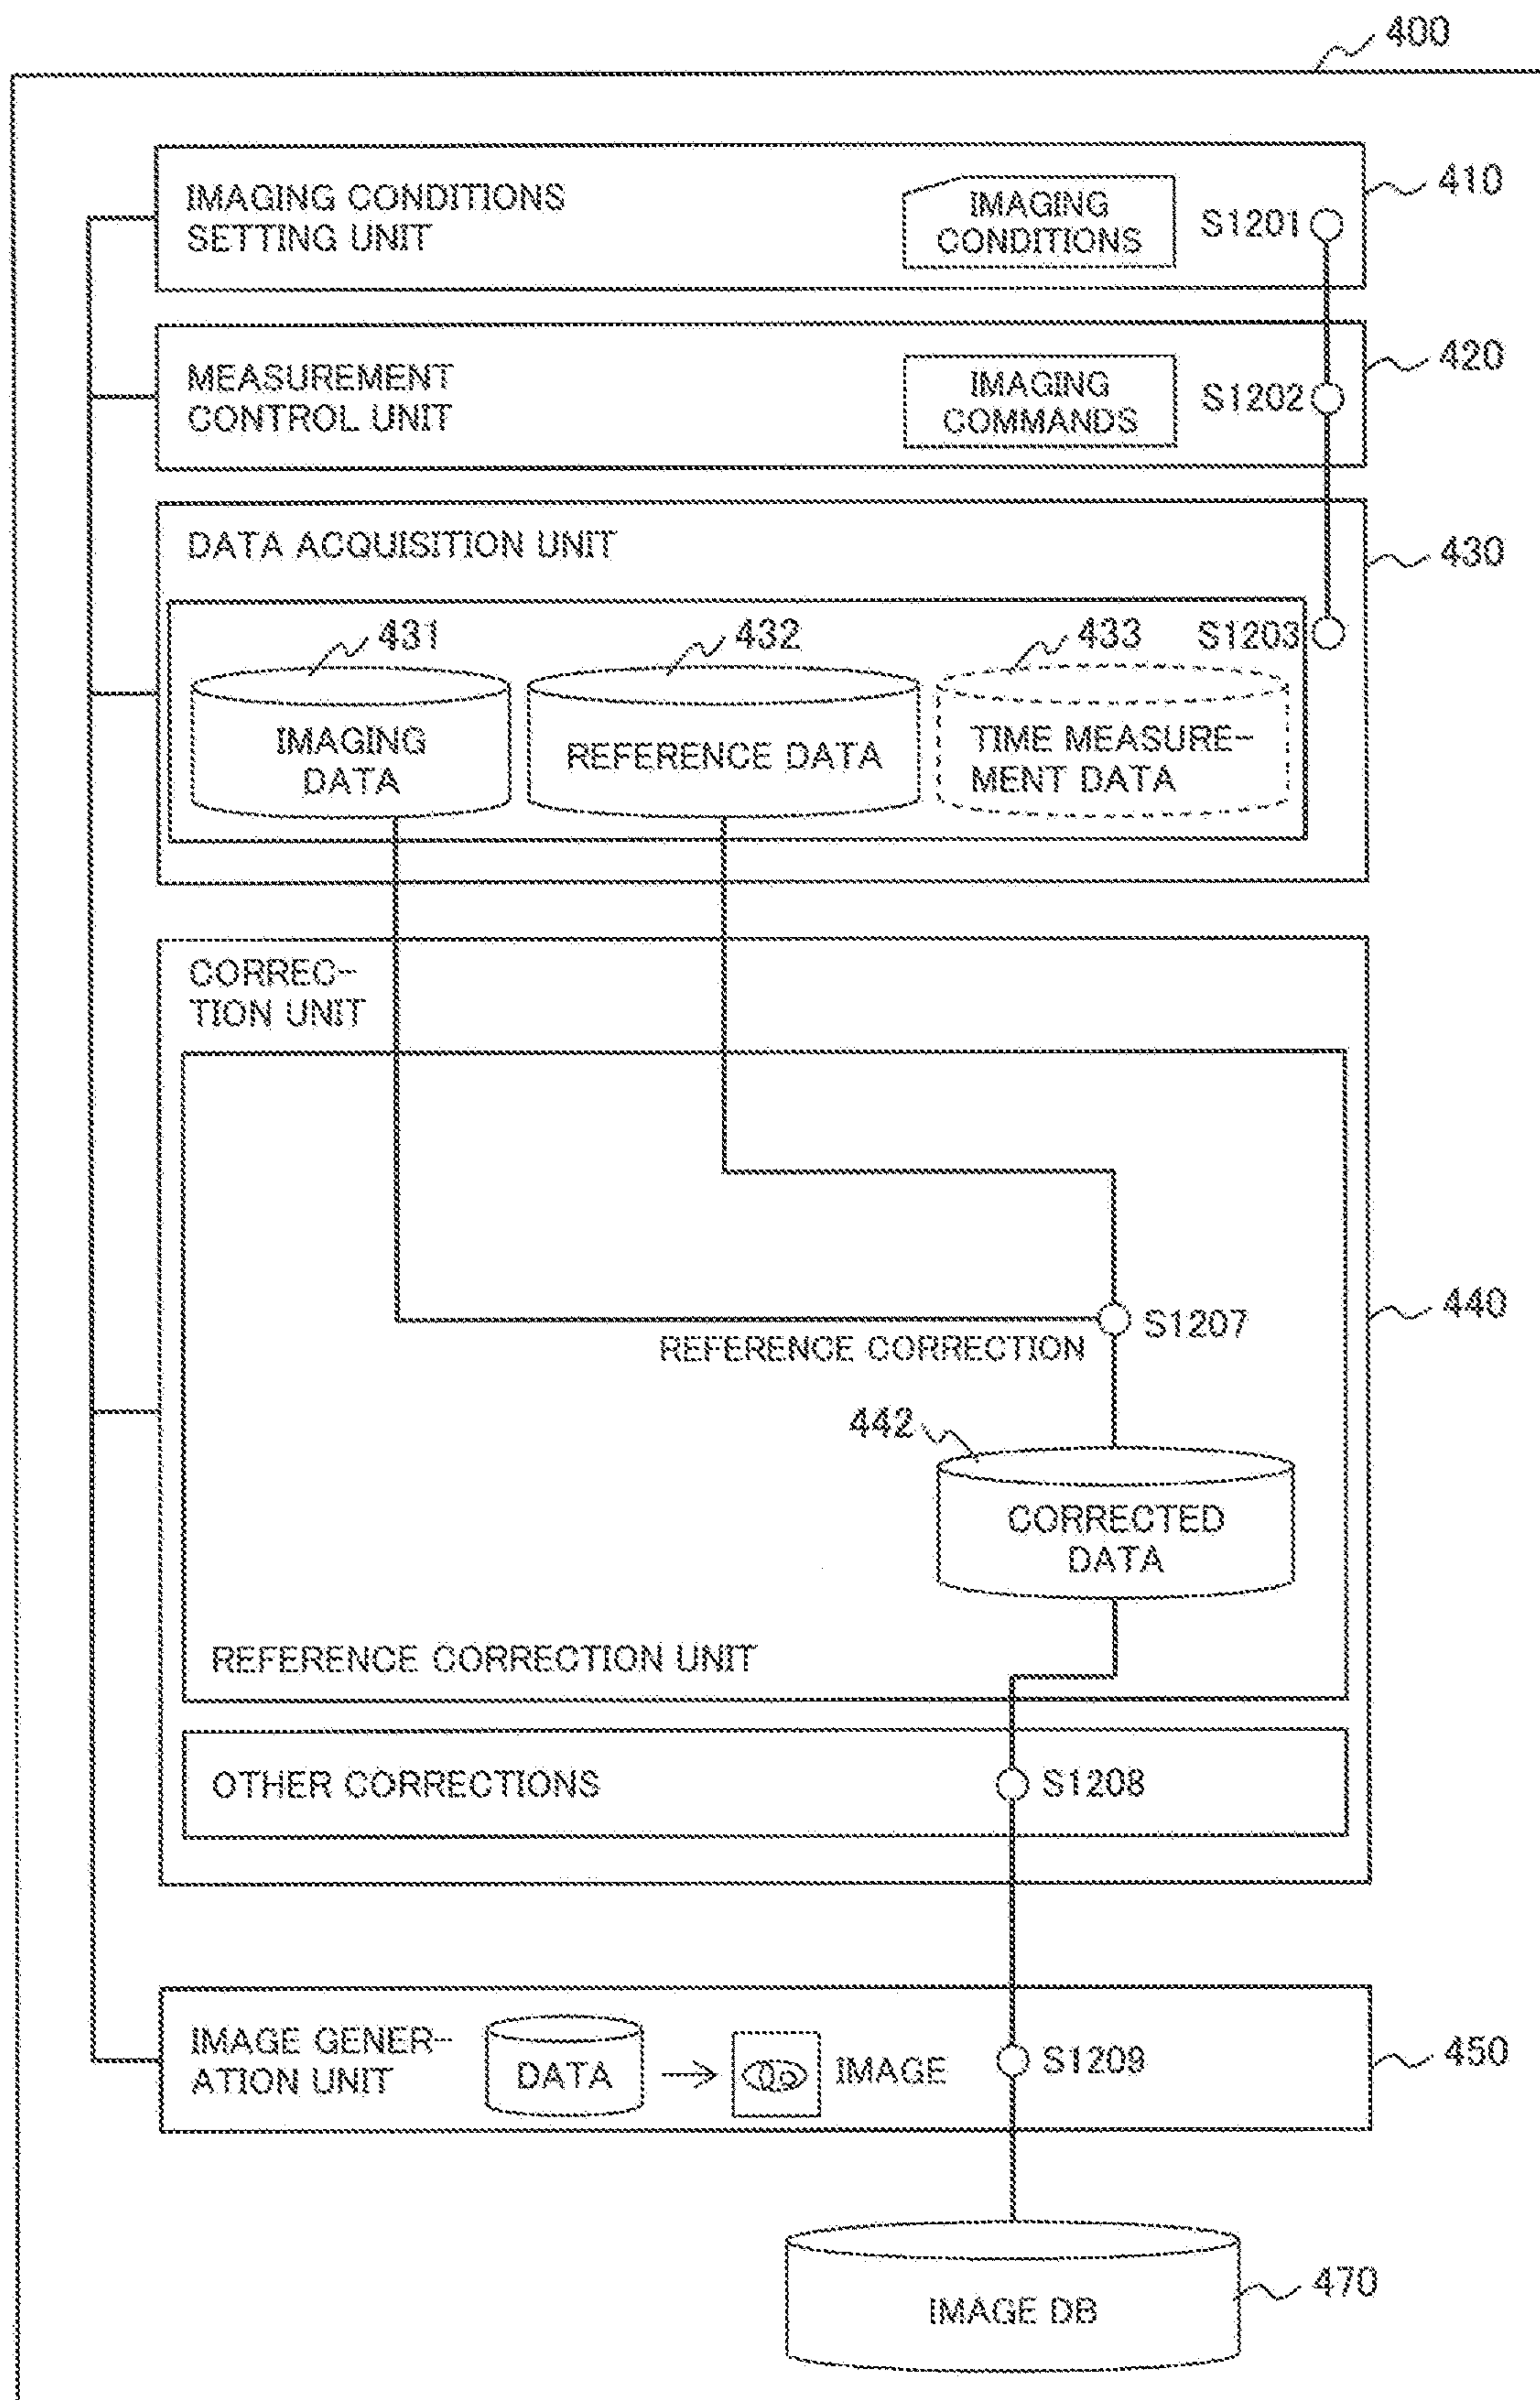 400
IMAGING CONDITIONS
SETTING UNIT
IMAGING
CONDITIONS
S1201
410
MEASUREMENT
CONTROL UNIT
IMAGING
COMMANDS
S1202
420
DATA ACQUISITION UNIT
430
431
432
433
S1203
IMAGING
DATA
REFERENCE DATA
TIME MEASURE-
MENT DATA
CORREC-
TION UNIT
440
S1207
REFERENCE CORRECTION
442
CORRECTED
DATA
REFERENCE CORRECTION UNIT
OTHER CORRECTIONS
S1208
IMAGE GENER-
ATION UNIT
DATA
IMAGE
S1209
450
IMAGE DB
470